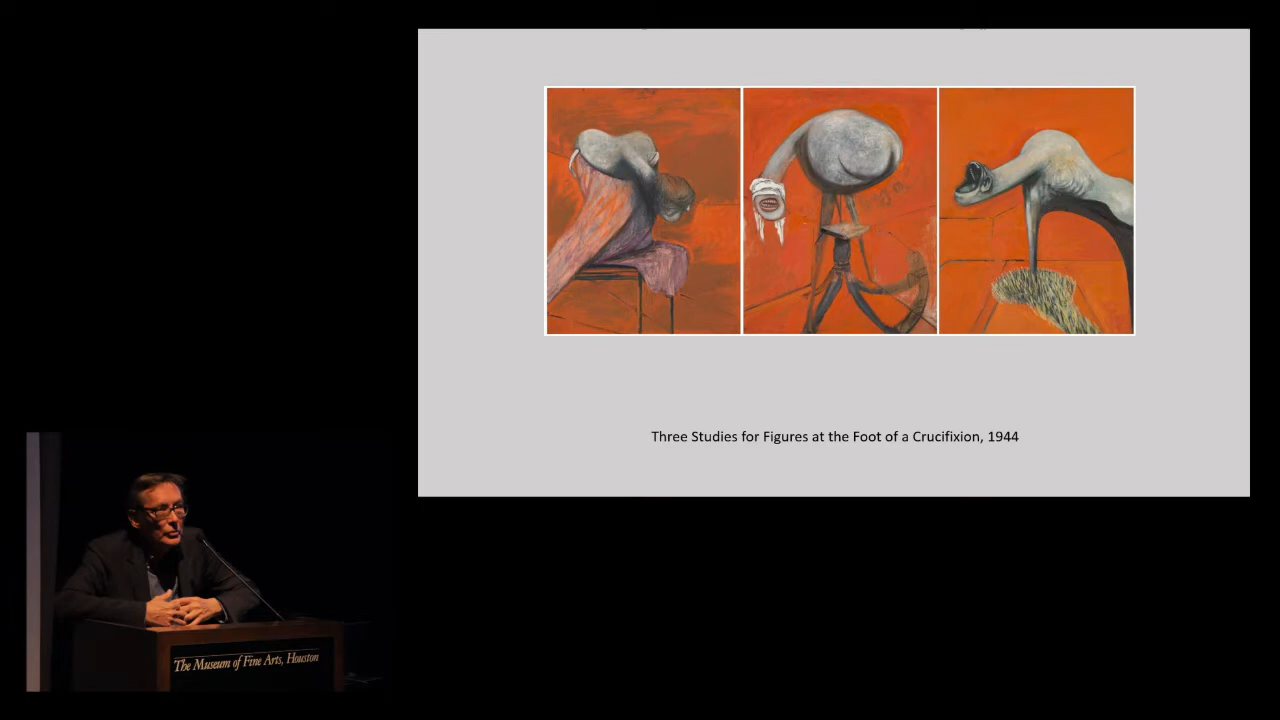 Three Studies for Figures at the Foot of a Crucifixion, 1944
The Museum of Fine Arts, Houston